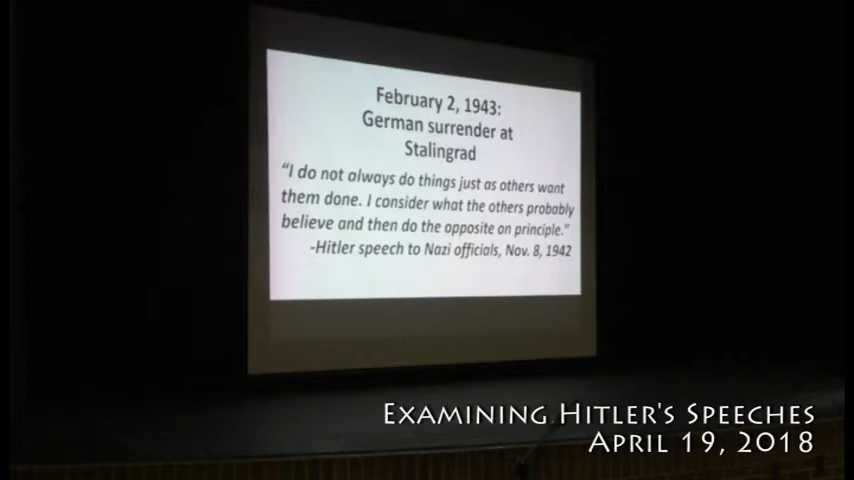 February 2, 1943:
German surrender at
Stalingrad
“I do not always do things just as others want
them done. I consider what the others probably
believe and then do the opposite on principle.”
-Hitler speech to Nazi officials, Nov. 8, 1942
Examining Hitler's Speeches
April 19, 2018